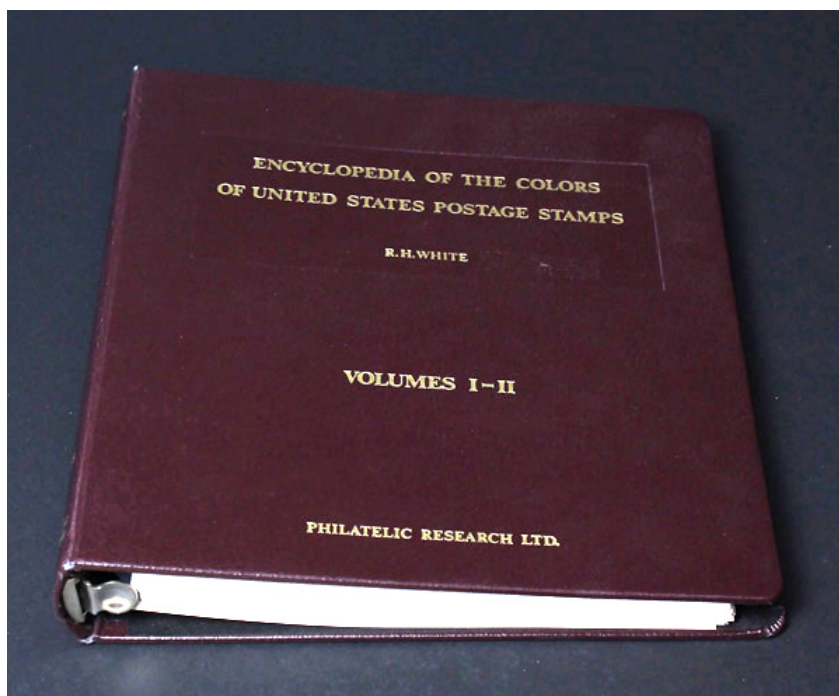 ENCYCLOPEDIA OF THE COLORS
OF UNITED STATES POSTAGE STAMPS
R.H.WHITE
VOLUMES I-II
PHILATELIC RESEARCH LTD.